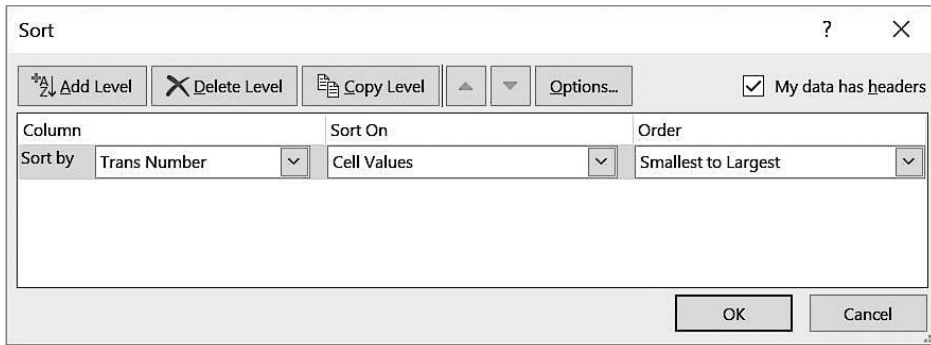 Sort ? X
Add Level Delete Level Copy Level Options... My data has headers
Column Sort On Order
Sort by Trans Number Cell Values Smallest to Largest
OK Cancel